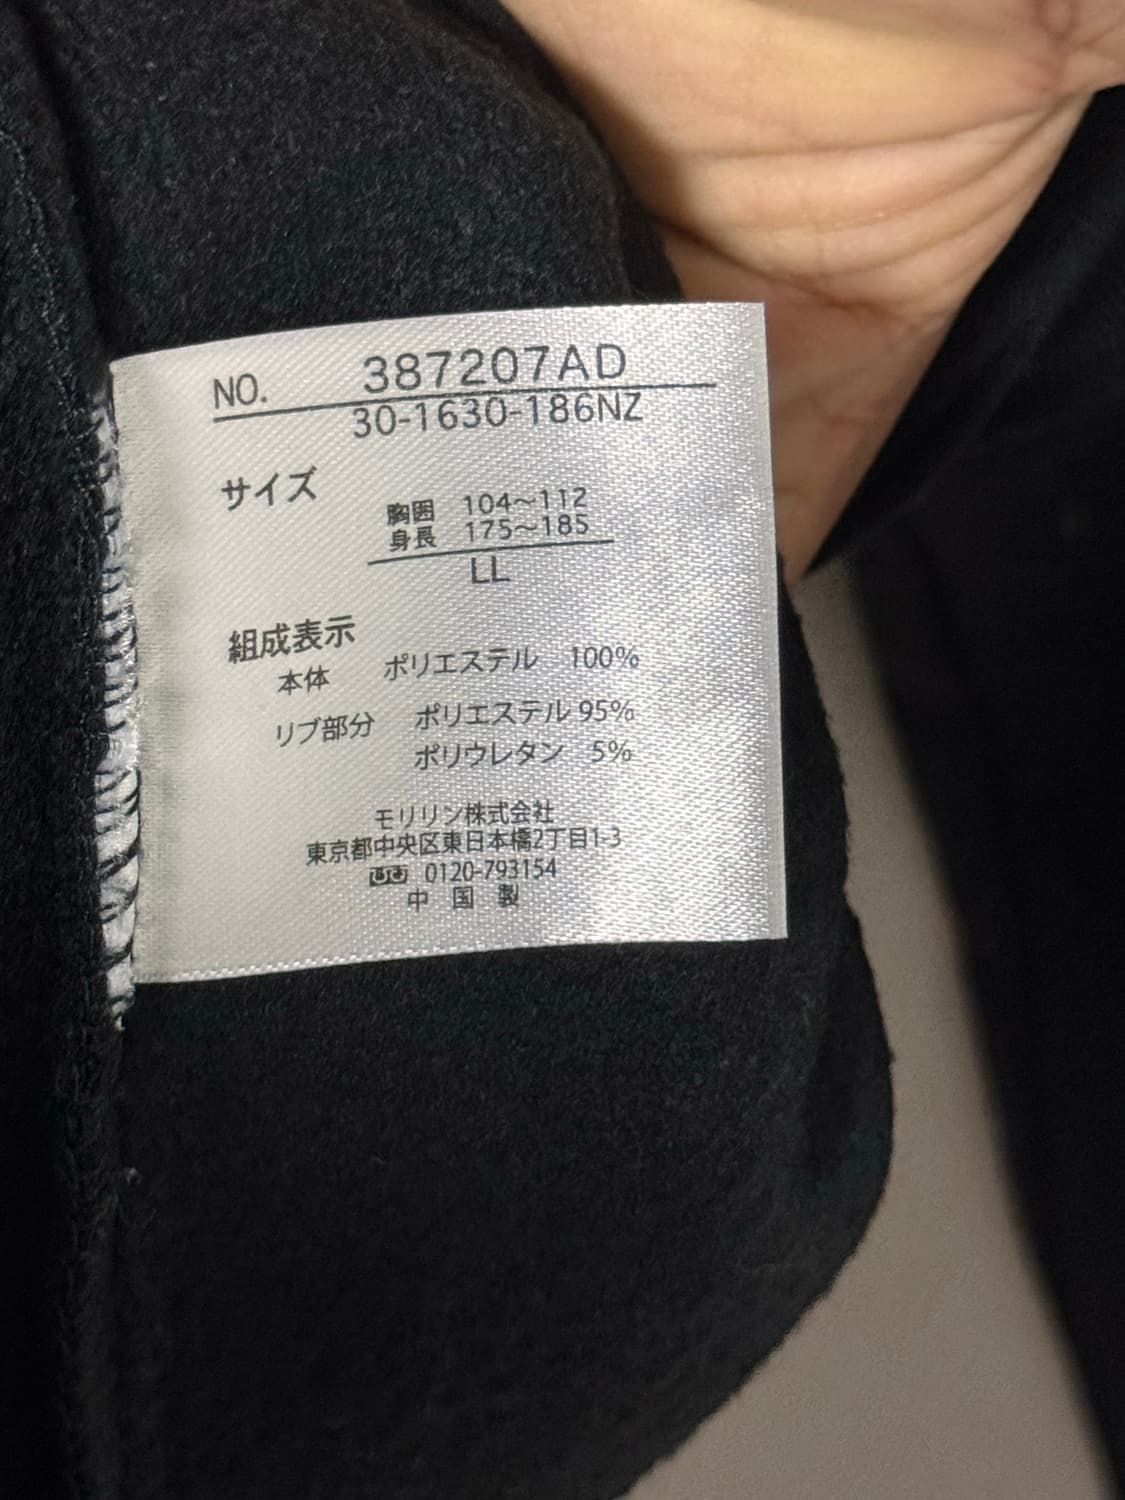 NO. 387207AD
30-1630-186NZ
サイズ
胸囲 104〜112
身長 175〜185
LL
組成表示
本体 ポリエステル 100%
リブ部分 ポリエステル 95%
ポリウレタン 5%
モリリン株式会社
東京都中央区東日本橋2丁目1-3
0120-793154
中国製